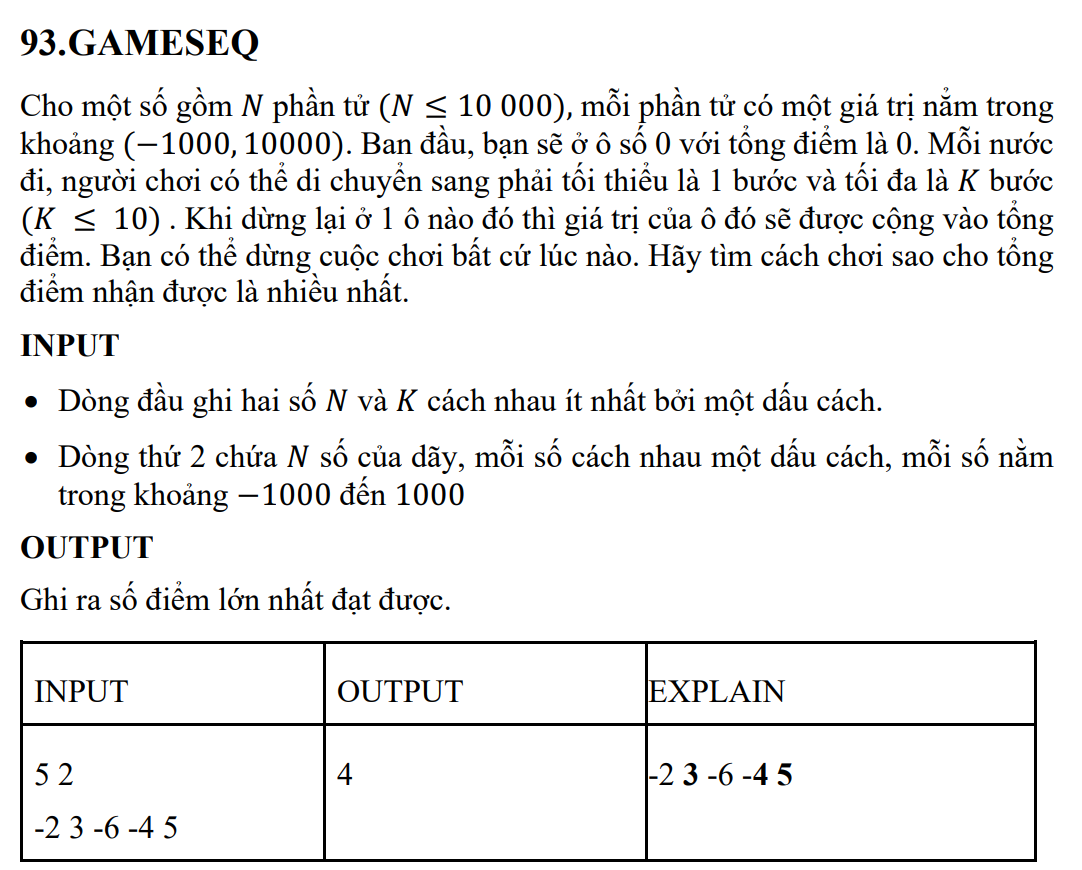 93.GAMESEQ
Cho một số gồm N phần tử (N ≤ 10 000), mỗi phần tử có một giá trị nằm trong
khoảng (−1000, 10000). Ban đầu, bạn sẽ ở ô số 0 với tổng điểm là 0. Mỗi nước
đi, người chơi có thể di chuyển sang phải tối thiểu là 1 bước và tối đa là K bước
(K ≤ 10) . Khi dừng lại ở 1 ô nào đó thì giá trị của ô đó sẽ được cộng vào tổng
điểm. Bạn có thể dừng cuộc chơi bất cứ lúc nào. Hãy tìm cách chơi sao cho tổng
điểm nhận được là nhiều nhất.
INPUT
• Dòng đầu ghi hai số N và K cách nhau ít nhất bởi một dấu cách.
• Dòng thứ 2 chứa N số của dãy, mỗi số cách nhau một dấu cách, mỗi số nằm
trong khoảng −1000 đến 1000
OUTPUT
Ghi ra số điểm lớn nhất đạt được.
INPUT OUTPUT EXPLAIN
5 2 4 -2 3 -6 -4 5
-2 3 -6 -4 5